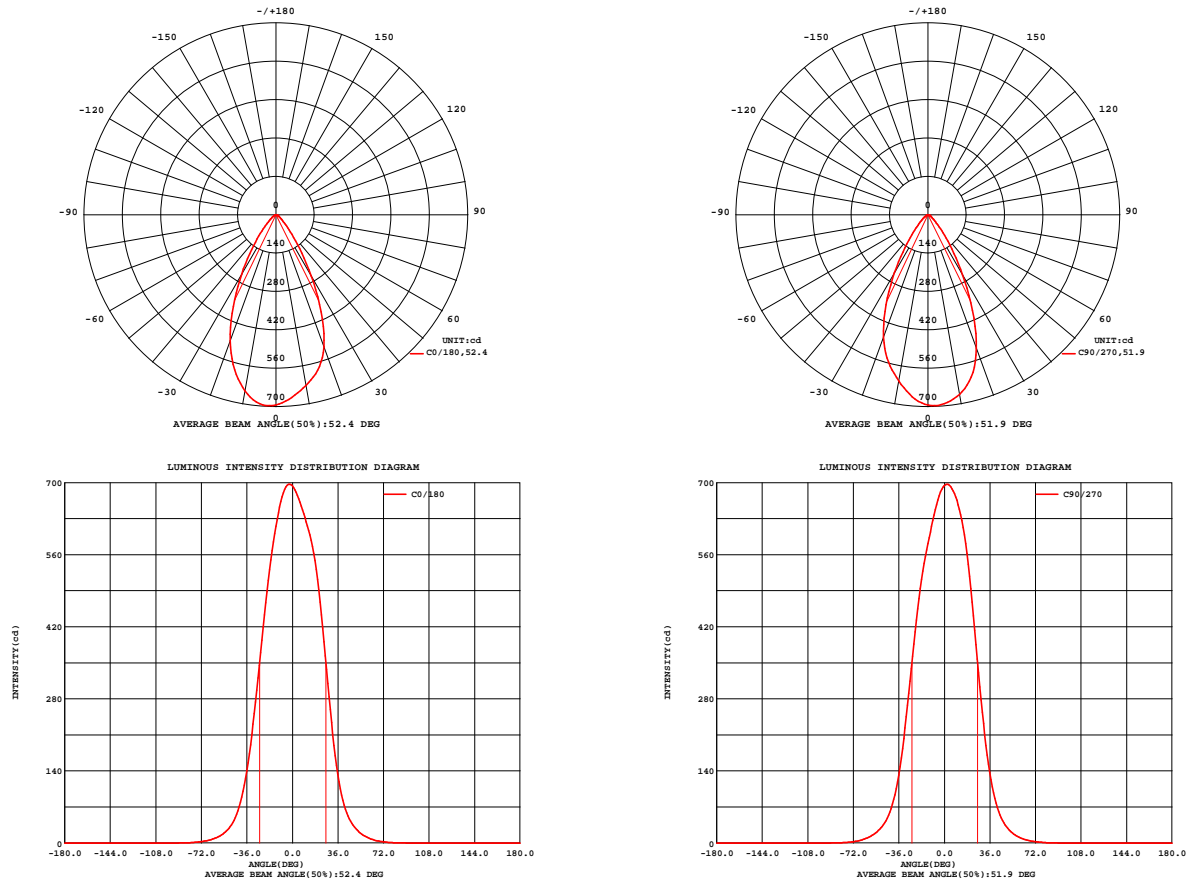 -/+180
-150
150
-120
120
-90
90
-60
60
-30
30
0
0
140
280
420
560
700
UNIT:cd
C0/180,52.4
AVERAGE BEAM ANGLE(50%):52.4 DEG
-/+180
-150
150
-120
120
-90
90
-60
60
-30
30
0
0
140
280
420
560
700
UNIT:cd
C90/270,51.9
AVERAGE BEAM ANGLE(50%):51.9 DEG
LUMINOUS INTENSITY DISTRIBUTION DIAGRAM
C0/180
700
560
420
280
140
0
INTENSITY(cd)
-180.0 -144.0 -108.0 -72.0 -36.0 0.0 36.0 72.0 108.0 144.0 180.0
ANGLE(DEG)
AVERAGE BEAM ANGLE(50%):52.4 DEG
LUMINOUS INTENSITY DISTRIBUTION DIAGRAM
C90/270
700
560
420
280
140
0
INTENSITY(cd)
-180.0 -144.0 -108.0 -72.0 -36.0 0.0 36.0 72.0 108.0 144.0 180.0
ANGLE(DEG)
AVERAGE BEAM ANGLE(50%):51.9 DEG